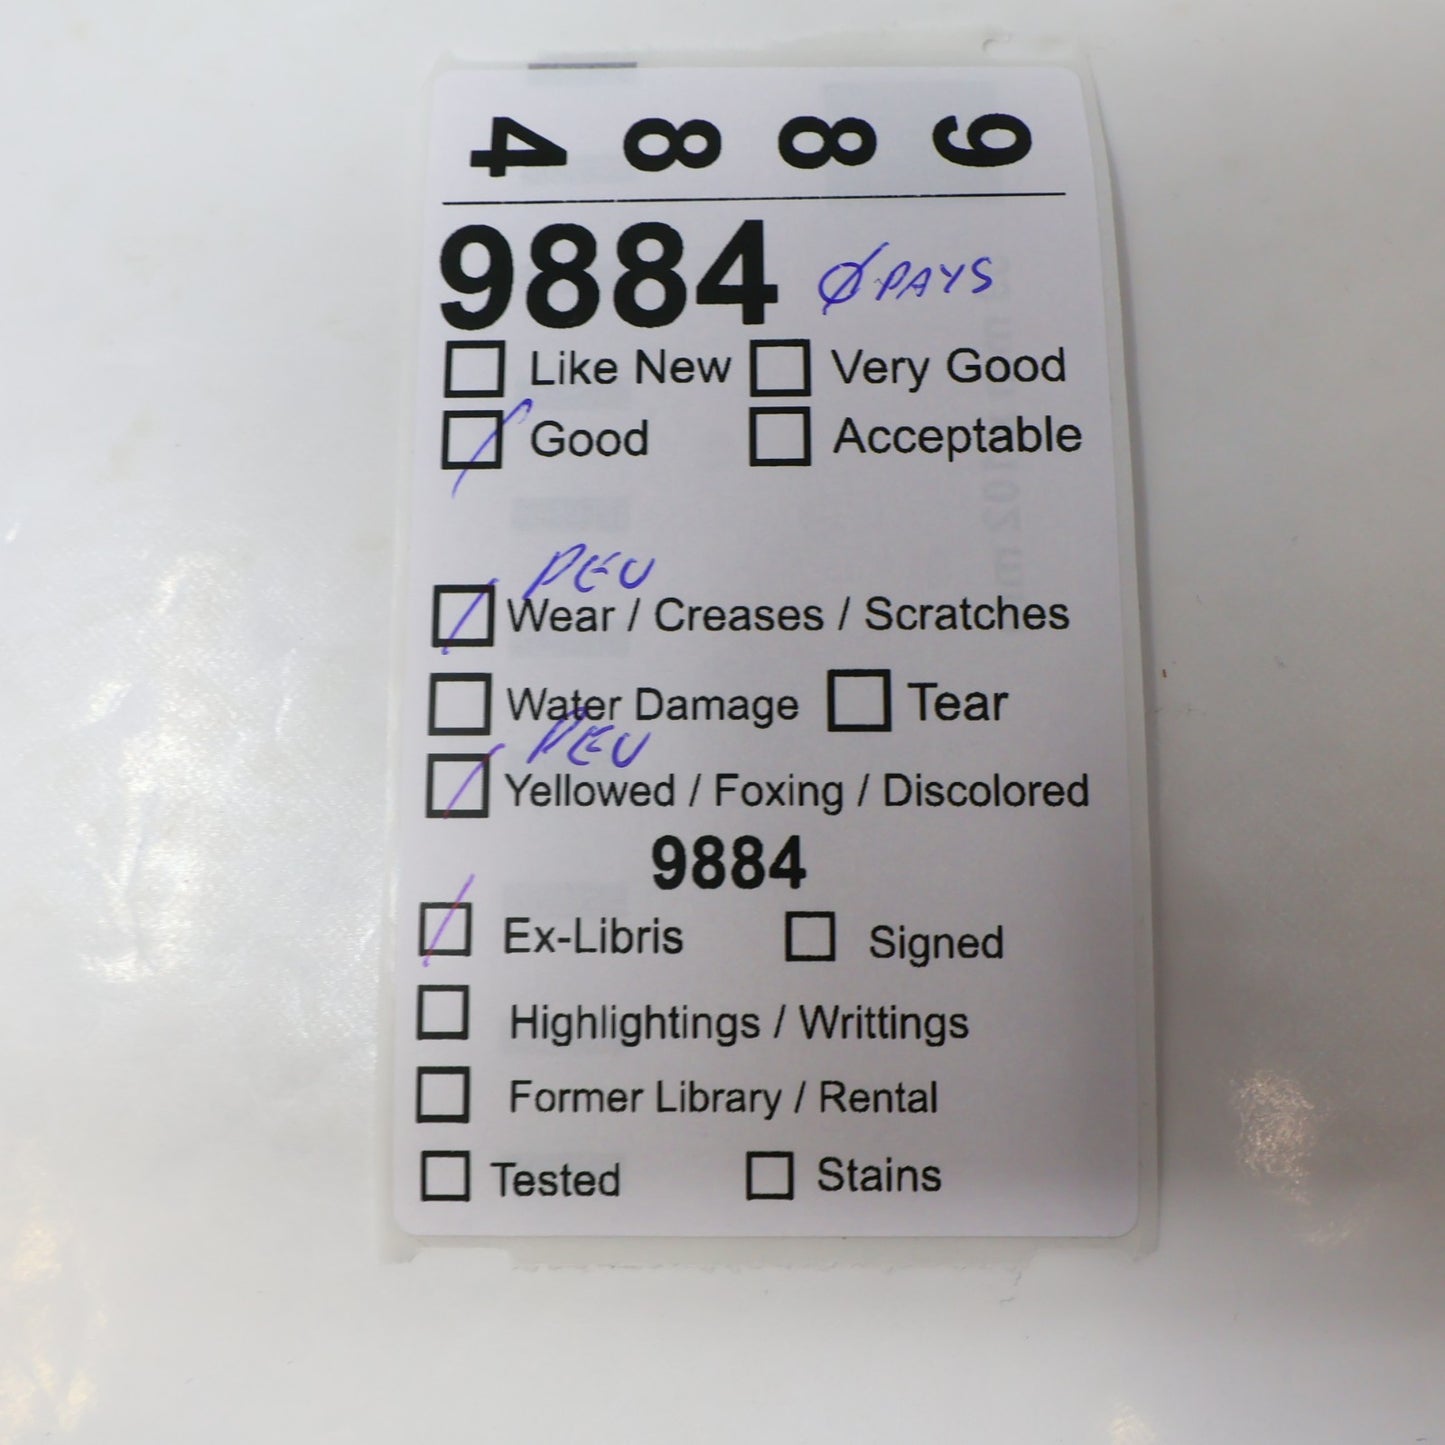 4 8 8 9
9884 Ø PAYS
Like New Very Good
Good Acceptable
PEU
Wear / Creases / Scratches
Water Damage Tear
PEU
Yellowed / Foxing / Discolored
9884
Ex-Libris Signed
Highlightings / Writtings
Former Library / Rental
Tested Stains